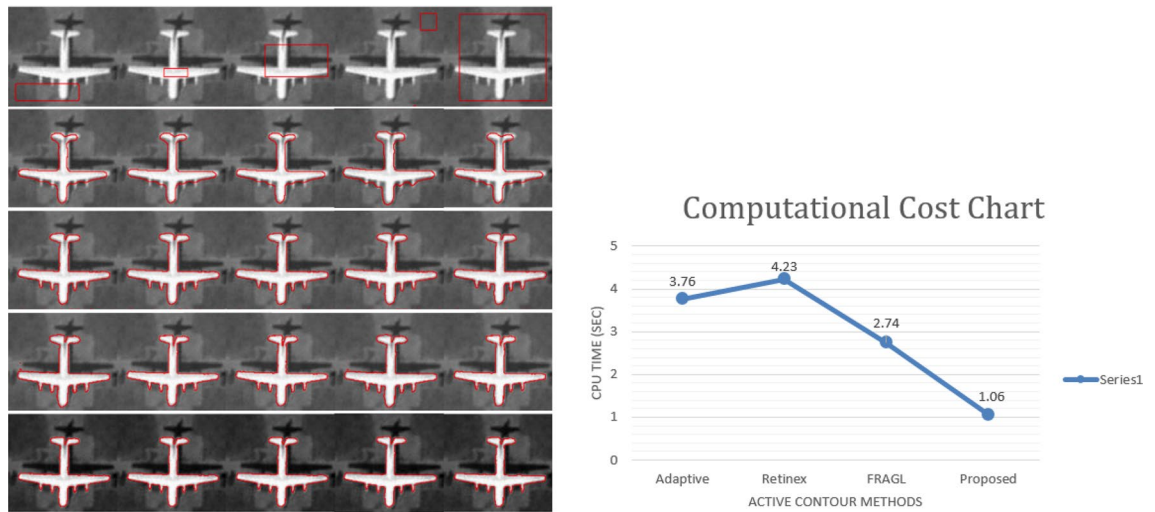 Computational Cost Chart
5
4
3
2
1
0
CPU TIME (SEC)
3.76
4.23
2.74
1.06
Adaptive
Retinex
FRAGL
Proposed
ACTIVE CONTOUR METHODS
Series1